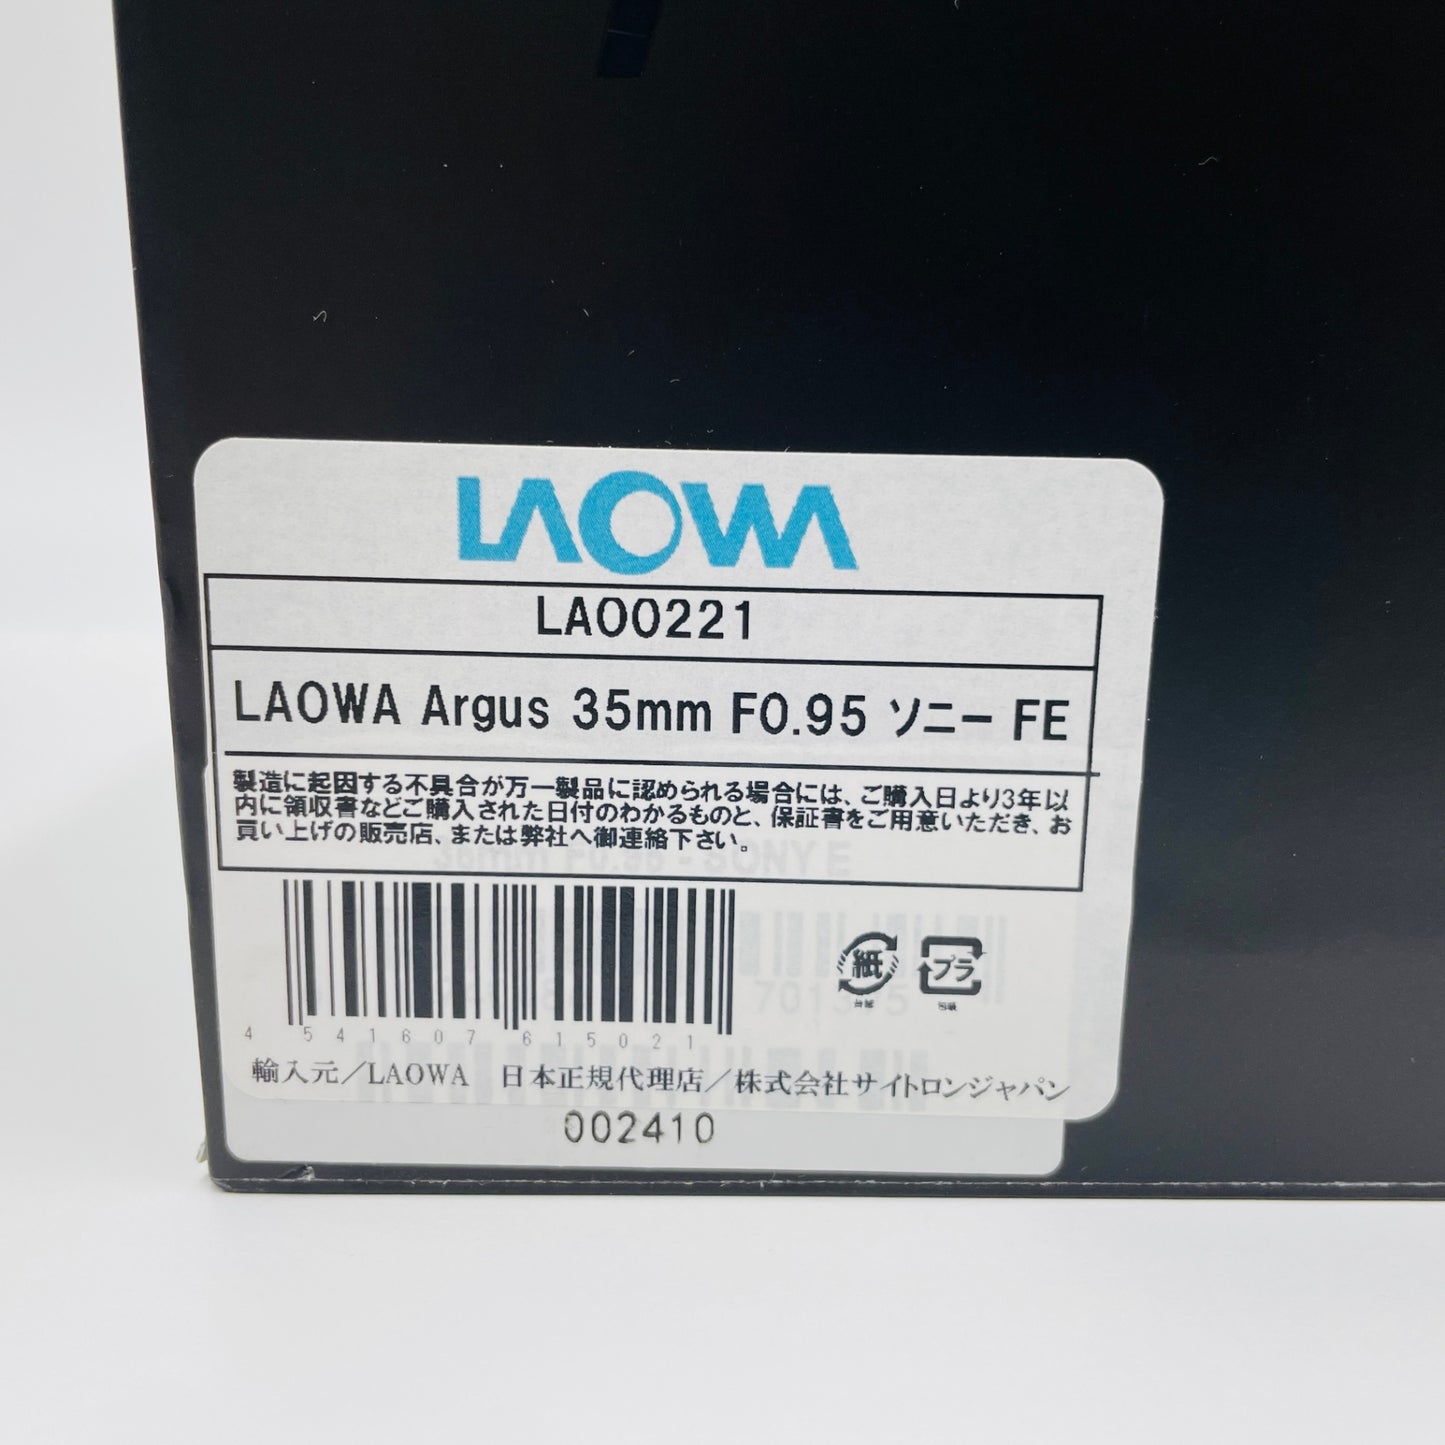 LAOWA
LAO0221
LAOWA Argus 35mm F0.95 ソニー FE
製造に起因する不具合が万一製品に認められる場合には、ご購入日より3年以
内に領収書などご購入された日付のわかるものと、保証書をご用意いただき、お
買い上げの販売店、または弊社へ御連絡下さい。
35mm F0.95 - SONY E
紙
プラ
701375
4 541607 615021
輸入元/LAOWA 日本正規代理店/株式会社サイトロンジャパン
002410